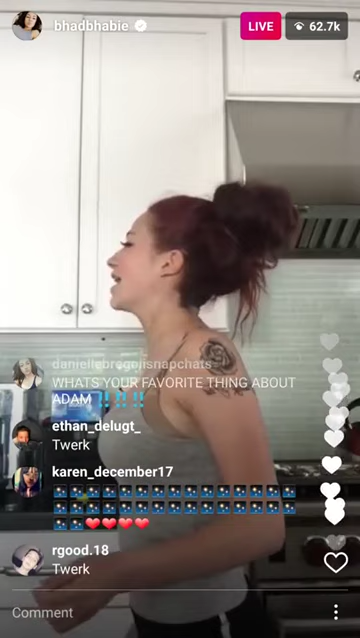 bhadbhabie
LIVE
62.7k
daniellebregolisnapchats
WHATS YOUR FAVORITE THING ABOUT
ADAM ‼️‼️‼️
ethan_delugt_
Twerk
karen_december17
rgood.18
Twerk
Comment